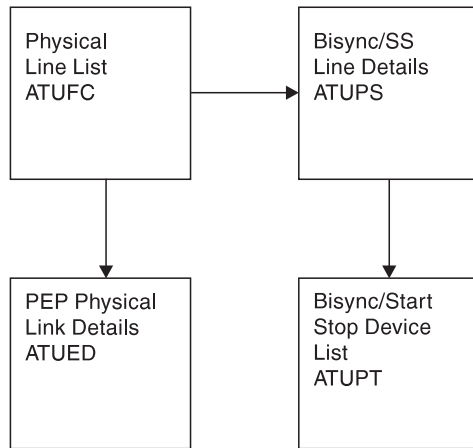 Physical
Line List
ATUFC
Bisync/SS
Line Details
ATUPS
PEP Physical
Link Details
ATUED
Bisync/Start
Stop Device
List
ATUPT